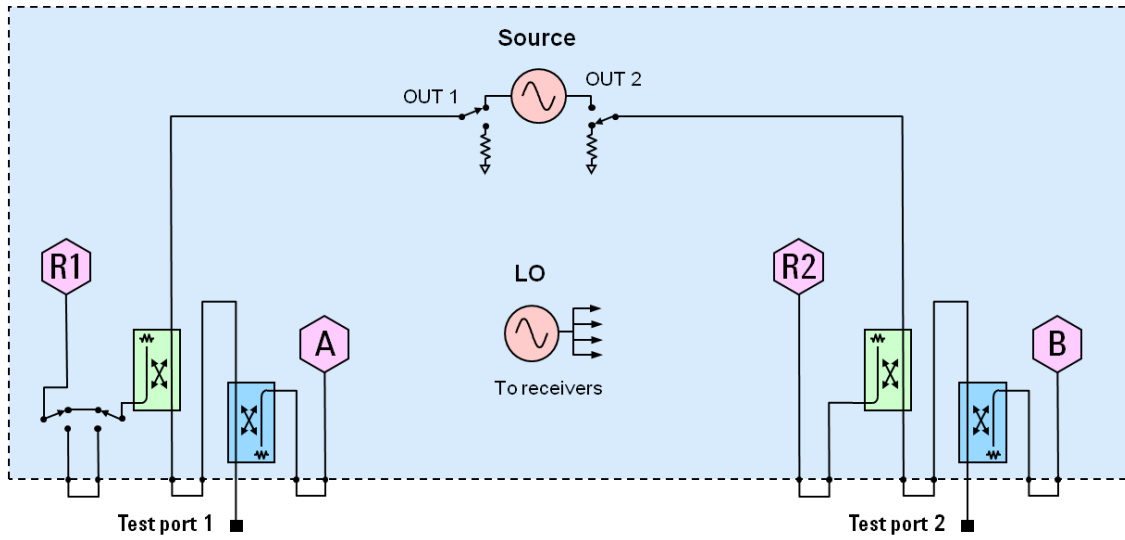 Source
OUT 1
OUT 2
R1
R2
LO
A
B
To receivers
Test port 1
Test port 2